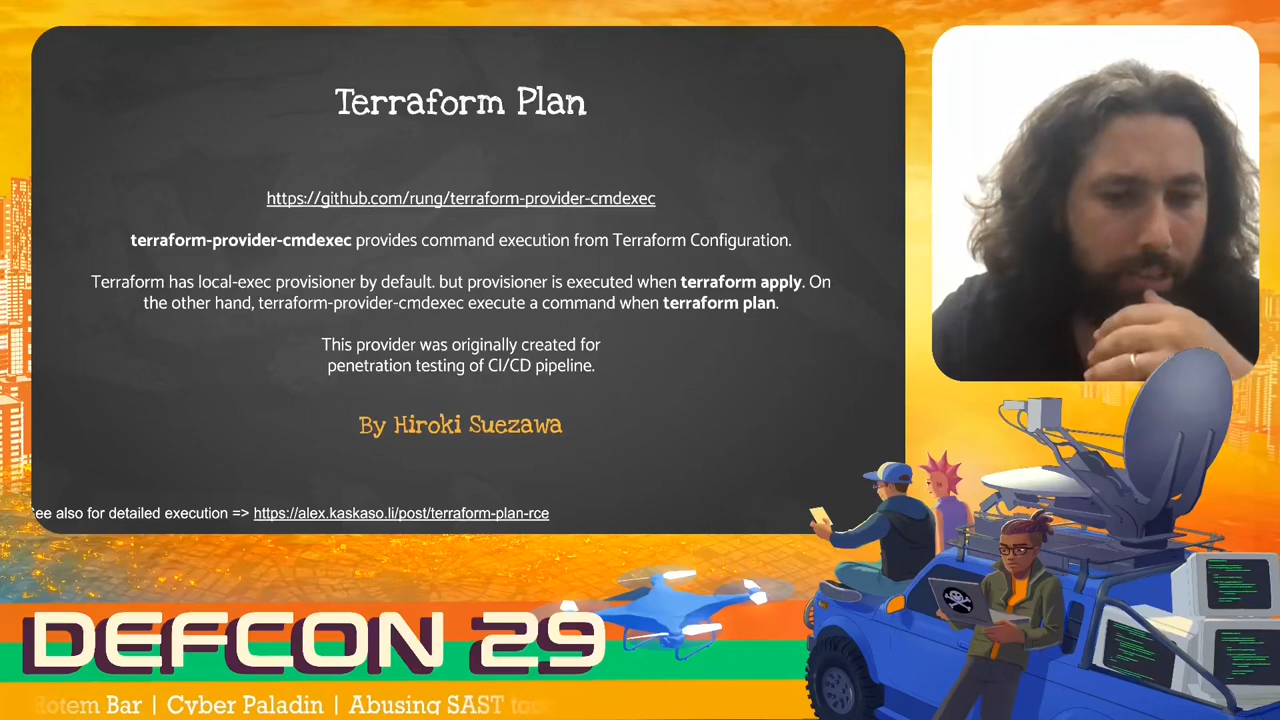 Terraform Plan
https://github.com/rung/terraform-provider-cmdexec
terraform-provider-cmdexec provides command execution from Terraform Configuration.
Terraform has local-exec provisioner by default. but provisioner is executed when terraform apply. On
the other hand, terraform-provider-cmdexec execute a command when terraform plan.
This provider was originally created for
penetration testing of CI/CD pipeline.
By Hiroki Suezawa
ee also for detailed execution => https://alex.kaskaso.li/post/terraform-plan-rce
DEFCON 29
Rotem Bar | Cyber Paladin | Abusing SAST